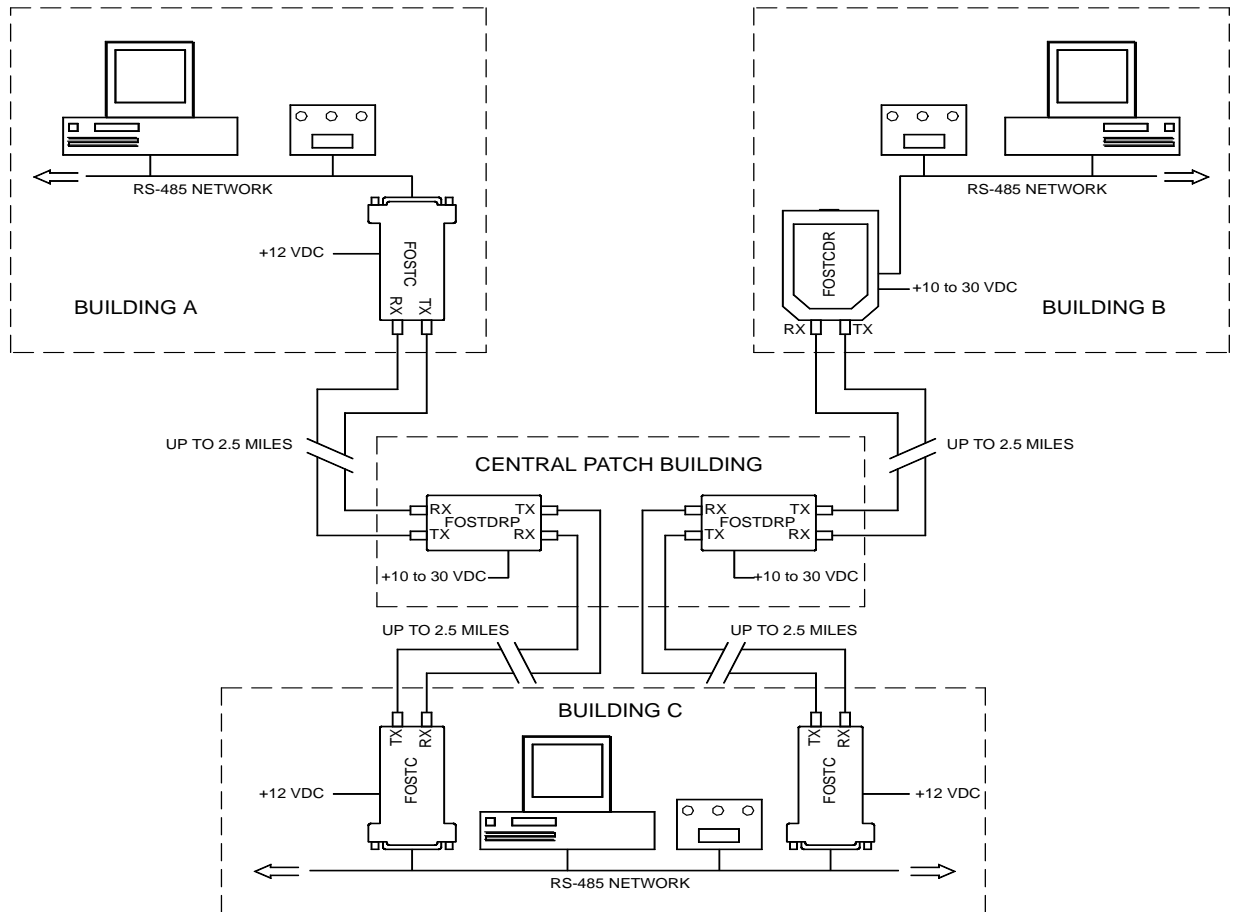 RS-485 NETWORK
RS-485 NETWORK
+12 VDC
FOSTC
RX
TX
BUILDING A
FOSTCDR
+10 to 30 VDC
RX
TX
BUILDING B
UP TO 2.5 MILES
UP TO 2.5 MILES
CENTRAL PATCH BUILDING
RX
TX
FOSTDRP
TX
RX
+10 to 30 VDC
RX
TX
FOSTDRP
TX
RX
+10 to 30 VDC
UP TO 2.5 MILES
UP TO 2.5 MILES
BUILDING C
TX
RX
FOSTC
+12 VDC
TX
RX
FOSTC
+12 VDC
RS-485 NETWORK